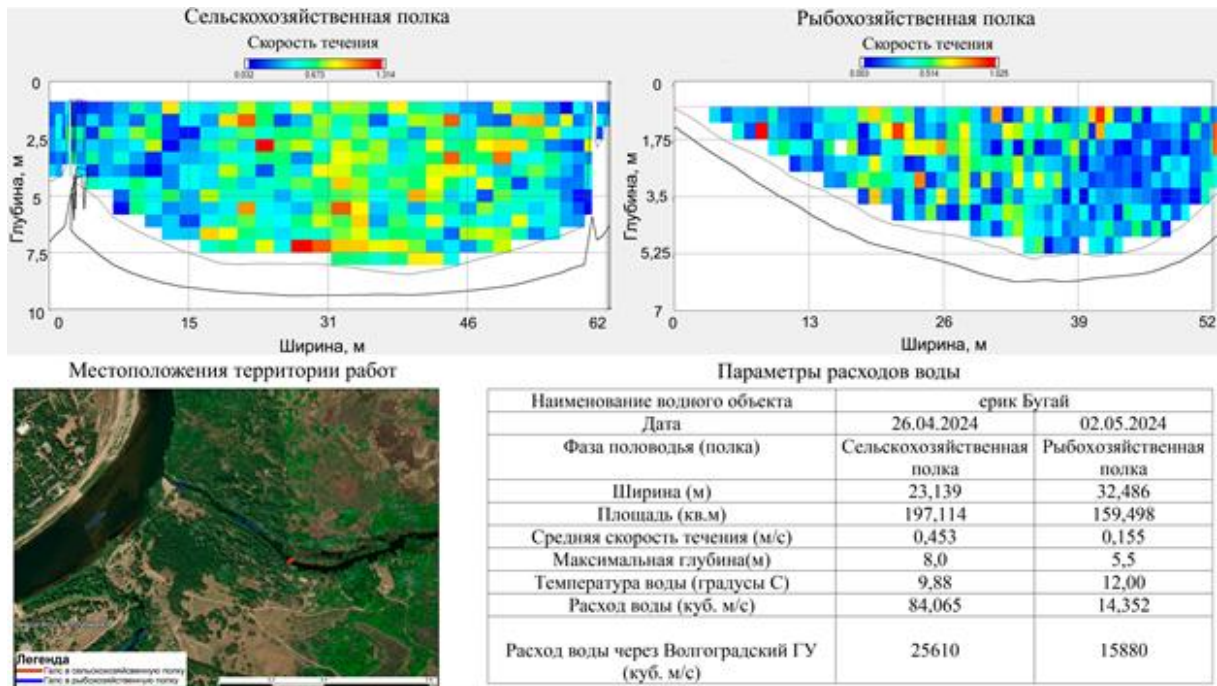 Сельскохозяйственная полка
Скорость течения
0.032 0.673 1.314
0
2,5
5
7,5
10
Глубина, м
0 15 31 46 62
Ширина, м
Рыбохозяйственная полка
Скорость течения
0.003 0.514 1.025
0
1,75
3,5
5,25
7
Глубина, м
0 13 26 39 52
Ширина, м
Местоположения территории работ
Легенда
Галс в сельскохозяйственную полку
Галс в рыбохозяйственную полку
Параметры расходов воды
Наименование водного объекта ерик Бугай
Дата 26.04.2024 02.05.2024
Фаза половодья (полка) Сельскохозяйственная Рыбохозяйственная
полка полка
Ширина (м) 23,139 32,486
Площадь (кв.м) 197,114 159,498
Средняя скорость течения (м/с) 0,453 0,155
Максимальная глубина(м) 8,0 5,5
Температура воды (градусы С) 9,88 12,00
Расход воды (куб. м/с) 84,065 14,352
Расход воды через Волгоградский ГУ 25610 15880
(куб. м/с)